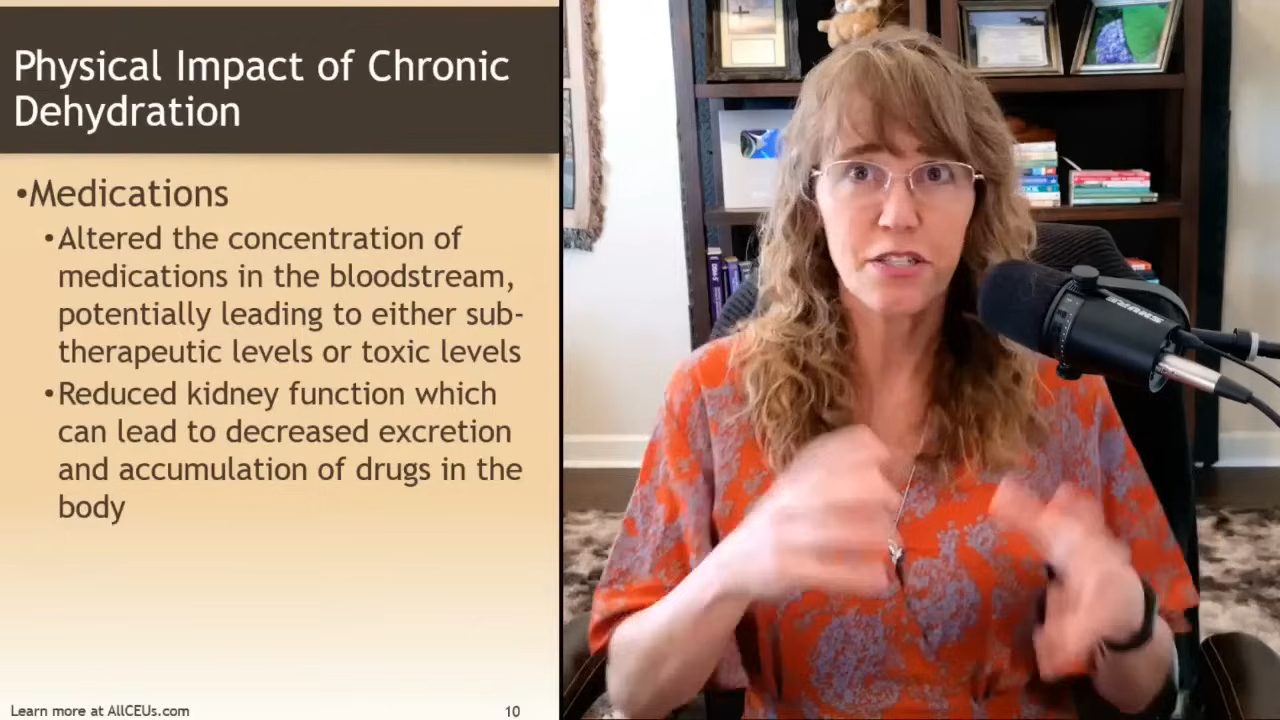 Physical Impact of Chronic
Dehydration
•Medications
•Altered the concentration of
medications in the bloodstream,
potentially leading to either sub-
therapeutic levels or toxic levels
•Reduced kidney function which
can lead to decreased excretion
and accumulation of drugs in the
body
Learn more at AllCEUs.com
10
SHURE